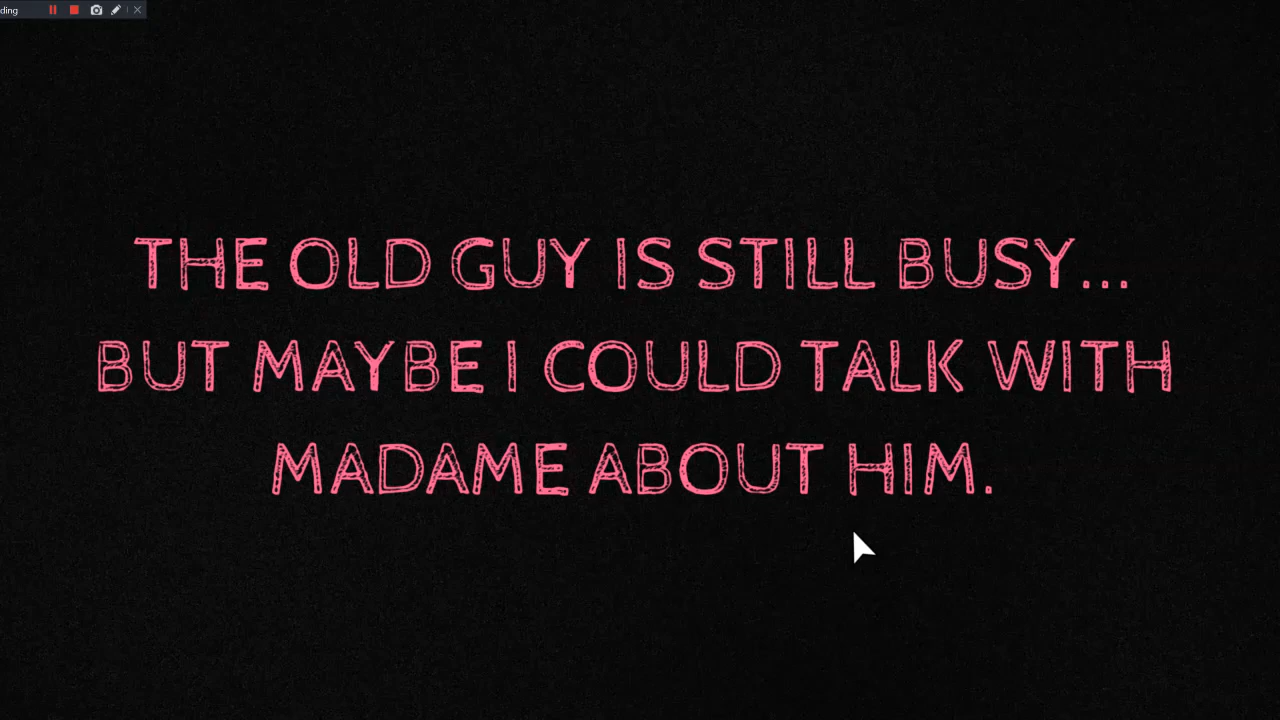 ding
THE OLD GUY IS STILL BUSY...
BUT MAYBE I COULD TALK WITH
MADAME ABOUT HIM.